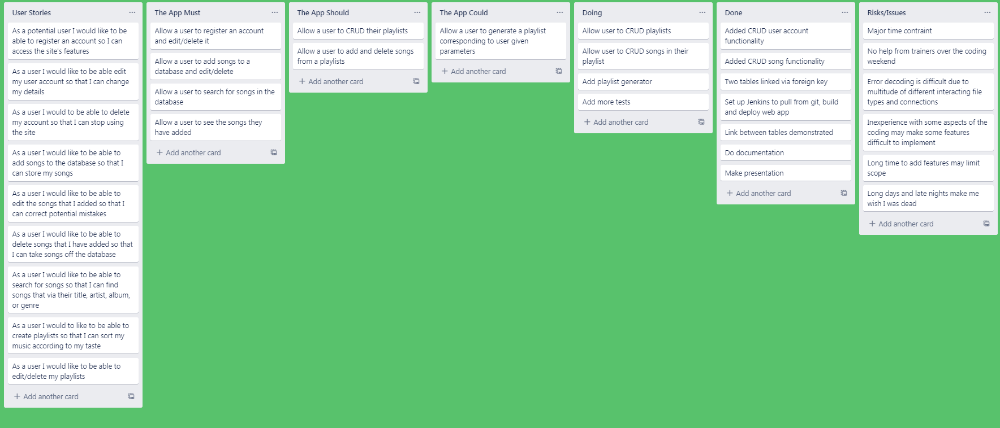 User Stories
As a potential user I would like to be
able to register an account so I can
access the site's features
As a user I would like to be able edit
my user account so that I can change
my details
As a user I would to be able to delete
my account so that I can stop using
the site
As a user I would like to be able to
add songs to the database so that I
can store my songs
As a user I would like to be able to
edit the songs that I added so that I
can correct potential mistakes
As a user I would like to be able to
delete songs that I have added so that
I can take songs off the database
As a user I would like to be able to
search for songs so that I can find
songs that via their title, artist, album,
or genre
As a user I would to like to be able to
create playlists so that I can sort my
music according to my taste
As a user I would like to be able to
edit/delete my playlists
+ Add another card
The App Must
Allow a user to register an account
and edit/delete it
Allow a user to add songs to a
database and edit/delete
Allow a user to search for songs in the
database
Allow a user to see the songs they
have added
+ Add another card
The App Should
Allow a user to CRUD their playlists
Allow a user to add and delete songs
from a playlists
+ Add another card
The App Could
Allow a user to generate a playlist
corresponding to user given
parameters
+ Add another card
Doing
Allow user to CRUD playlists
Allow user to CRUD songs in their
playlist
Add playlist generator
Add more tests
+ Add another card
Done
Added CRUD user account
functionality
Added CRUD song functionality
Two tables linked via foreign key
Set up Jenkins to pull from git, build
and deploy web app
Link between tables demonstrated
Do documentation
Make presentation
+ Add another card
Risks/Issues
Major time contraint
No help from trainers over the coding
weekend
Error decoding is difficult due to
multitude of different interacting file
types and connections
Inexperience with some aspects of the
coding may make some features
difficult to implement
Long time to add features may limit
scope
Long days and late nights make me
wish I was dead
+ Add another card